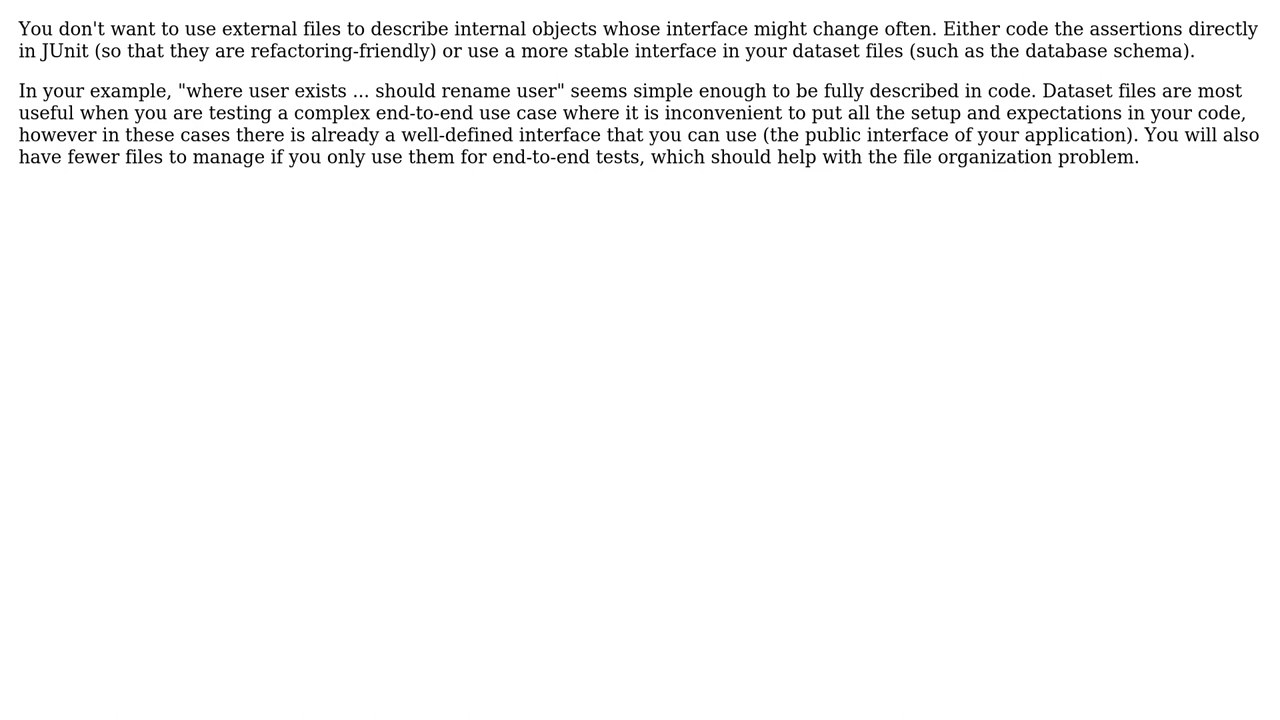 You don't want to use external files to describe internal objects whose interface might change often. Either code the assertions directly
in JUnit (so that they are refactoring-friendly) or use a more stable interface in your dataset files (such as the database schema).
In your example, "where user exists ... should rename user" seems simple enough to be fully described in code. Dataset files are most
useful when you are testing a complex end-to-end use case where it is inconvenient to put all the setup and expectations in your code,
however in these cases there is already a well-defined interface that you can use (the public interface of your application). You will also
have fewer files to manage if you only use them for end-to-end tests, which should help with the file organization problem.